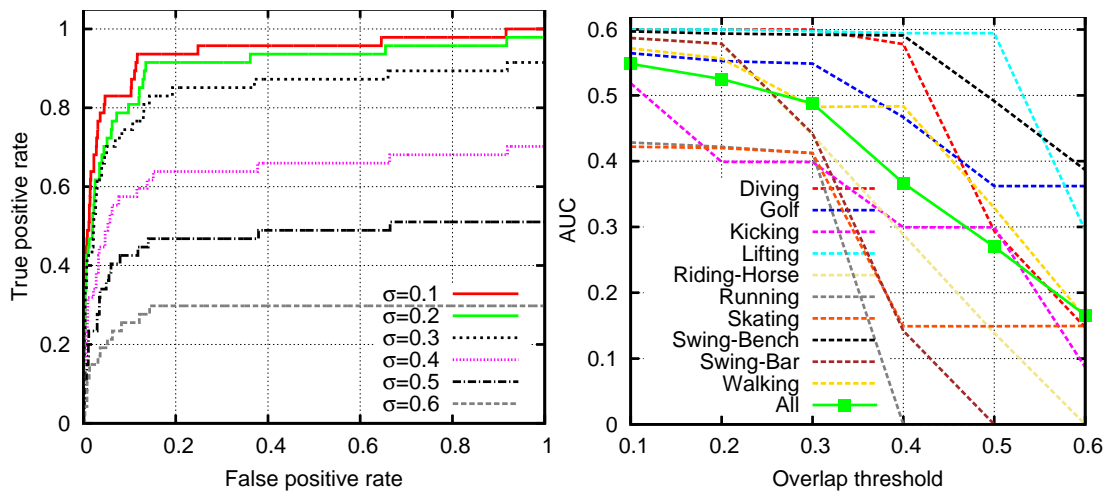 1
0.8
0.6
0.4
0.2
0
0 0.2 0.4 0.6 0.8 1
True positive rate
False positive rate
σ=0.1
σ=0.2
σ=0.3
σ=0.4
σ=0.5
σ=0.6
0.6
0.5
0.4
0.3
0.2
0.1
0
0.1 0.2 0.3 0.4 0.5 0.6
AUC
Overlap threshold
Diving
Golf
Kicking
Lifting
Riding-Horse
Running
Skating
Swing-Bench
Swing-Bar
Walking
All